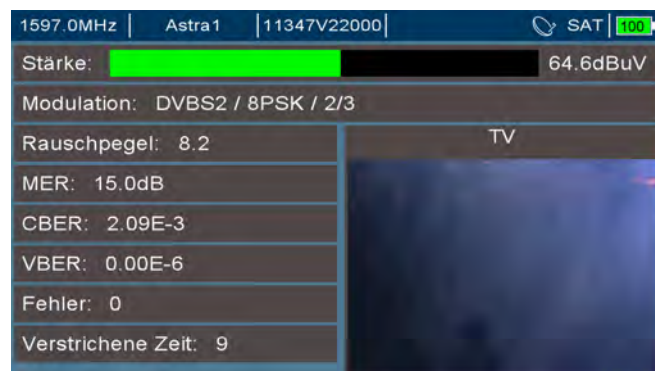 1597.0MHz Astra1 11347V22000 SAT 100
Stärke: 64.6dBuV
Modulation: DVBS2 / 8PSK / 2/3
Rauschpegel: 8.2
TV
MER: 15.0dB
CBER: 2.09E-3
VBER: 0.00E-6
Fehler: 0
Verstrichene Zeit: 9